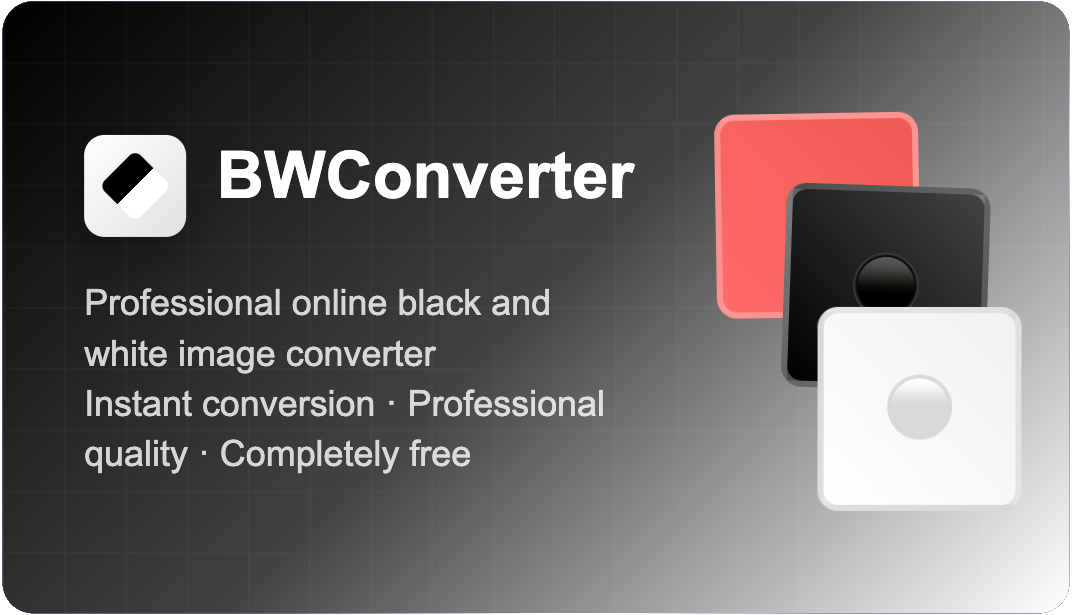 BWConverter
Professional online black and
white image converter
Instant conversion · Professional
quality · Completely free